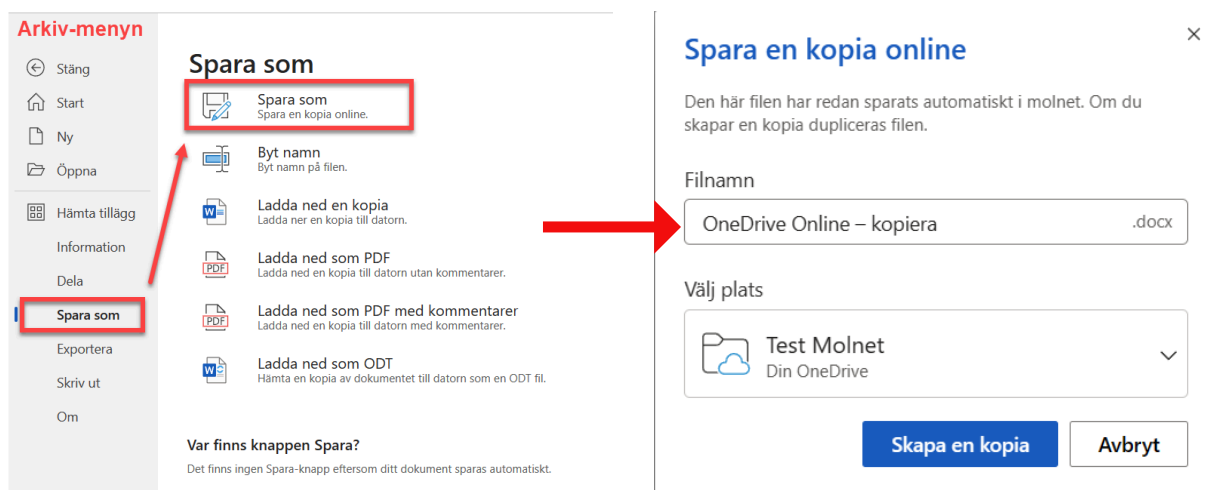 Arkiv-menyn
Stäng
Start
Ny
Öppna
Hämta tillägg
Information
Dela
Spara som
Exportera
Skriv ut
Om
Spara som
Spara som
Spara en kopia online.
Byt namn
Byt namn på filen.
W
Ladda ned en kopia
Ladda ner en kopia till datorn.
PDF
Ladda ned som PDF
Ladda ned en kopia till datorn utan kommentarer.
PDF
Ladda ned som PDF med kommentarer
Ladda ned en kopia till datorn med kommentarer.
W
Ladda ned som ODT
Hämta en kopia av dokumentet till datorn som en ODT fil.
Var finns knappen Spara?
Det finns ingen Spara-knapp eftersom ditt dokument sparas automatiskt.
Spara en kopia online
Den här filen har redan sparats automatiskt i molnet. Om du
skapar en kopia dupliceras filen.
Filnamn
OneDrive Online – kopiera .docx
Välj plats
Test Molnet
Din OneDrive
Skapa en kopia Avbryt